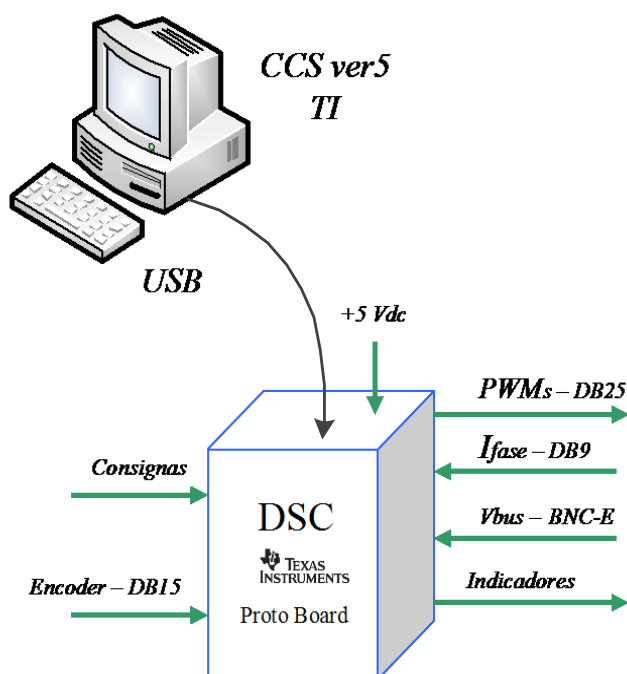 CCS ver5
TI
USB
+5 Vdc
PWMs – DB25
Ifase – DB9
Consignas
Vbus – BNC-E
DSC
TEXAS
INSTRUMENTS
Indicadores
Encoder – DB15
Proto Board